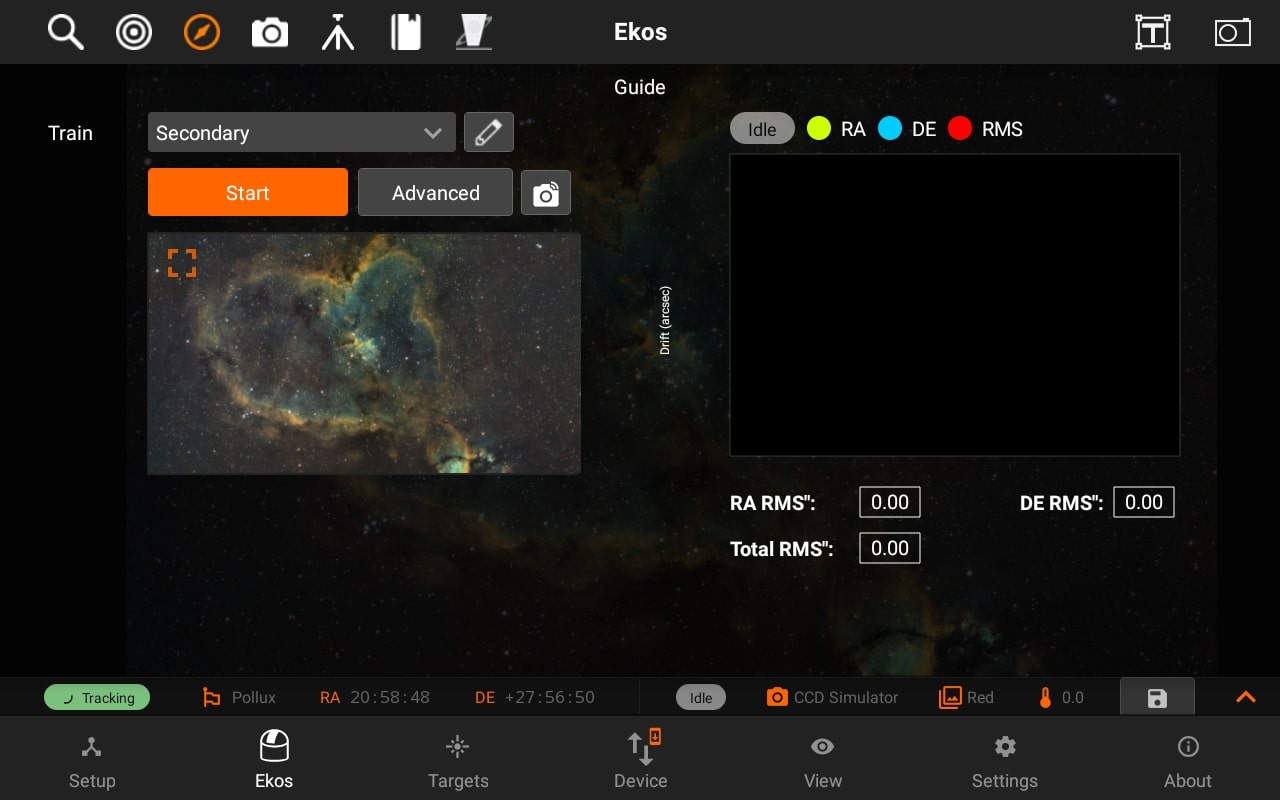 Ekos
T
Guide
Train
Secondary
Start
Advanced
Idle
RA
DE
RMS
Drift (arcsec)
RA RMS": 0.00
DE RMS": 0.00
Total RMS": 0.00
Tracking
Pollux
RA 20:58:48
DE +27:56:50
Idle
CCD Simulator
Red
0.0
Setup
Ekos
Targets
Device
View
Settings
About